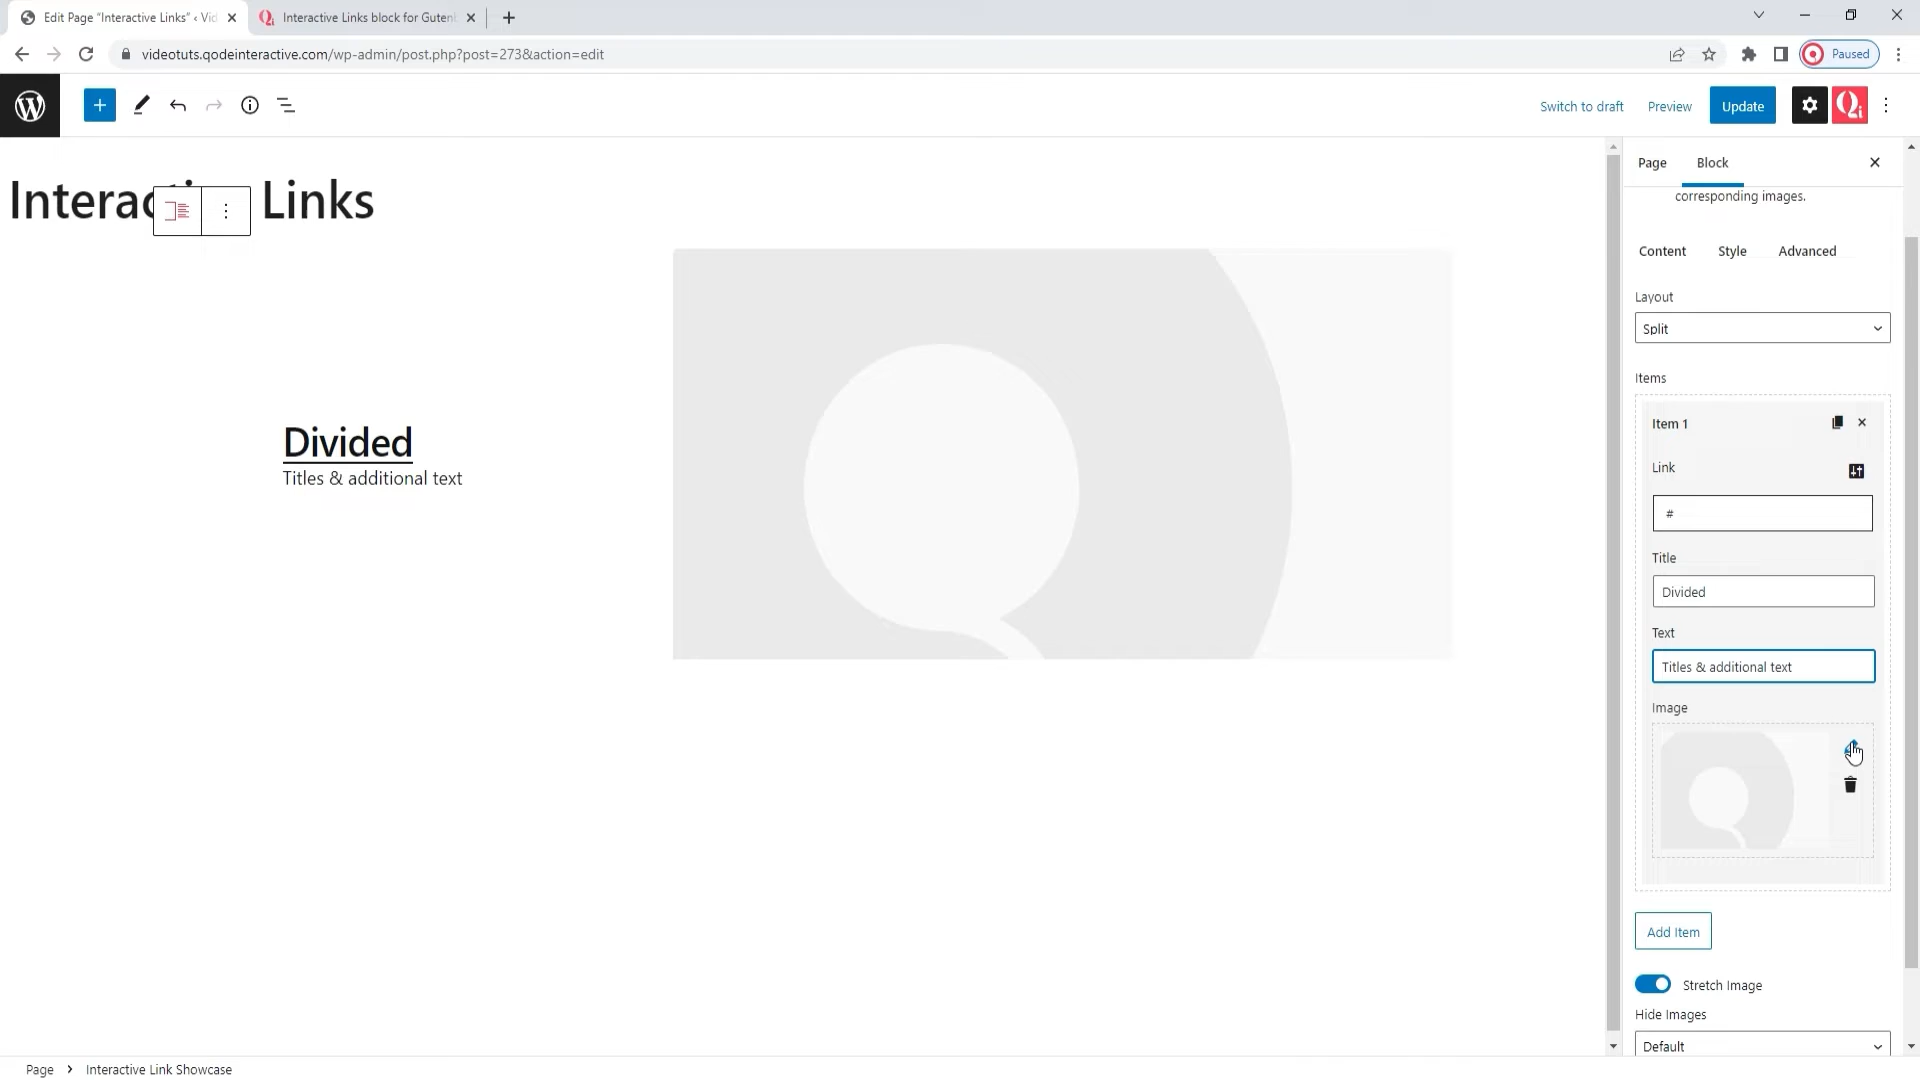 Edit Page “Interactive Links” ‹ Vid
Interactive Links block for Gutenb
videotuts.qodeinteractive.com/wp-admin/post.php?post=273&action=edit
Paused
Switch to draft
Preview
Update
Interac Links
Divided
Titles & additional text
Page
Block
corresponding images.
Content
Style
Advanced
Layout
Split
Items
Item 1
Link
#
Title
Divided
Text
Titles & additional text
Image
Add Item
Stretch Image
Hide Images
Default
Page > Interactive Link Showcase